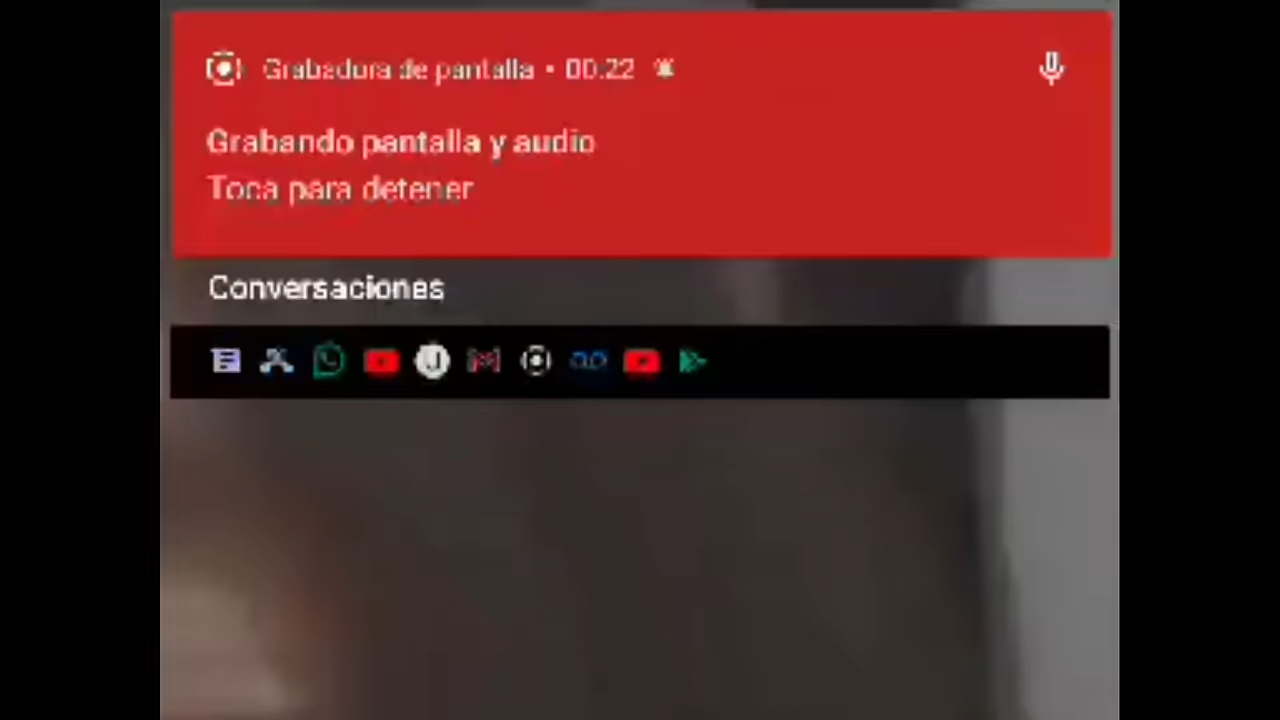 Grabadora de pantalla • 00:22
Grabando pantalla y audio
Toca para detener
Conversaciones